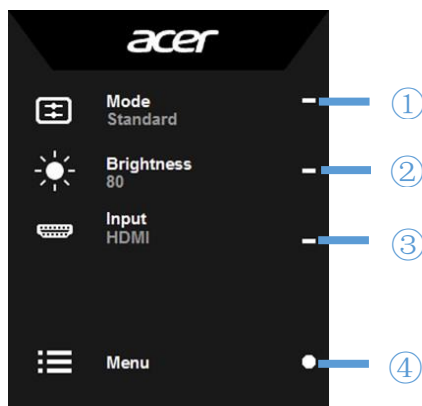 acer
Mode
Standard
①
Brightness
80
②
Input
HDMI
③
Menu
④